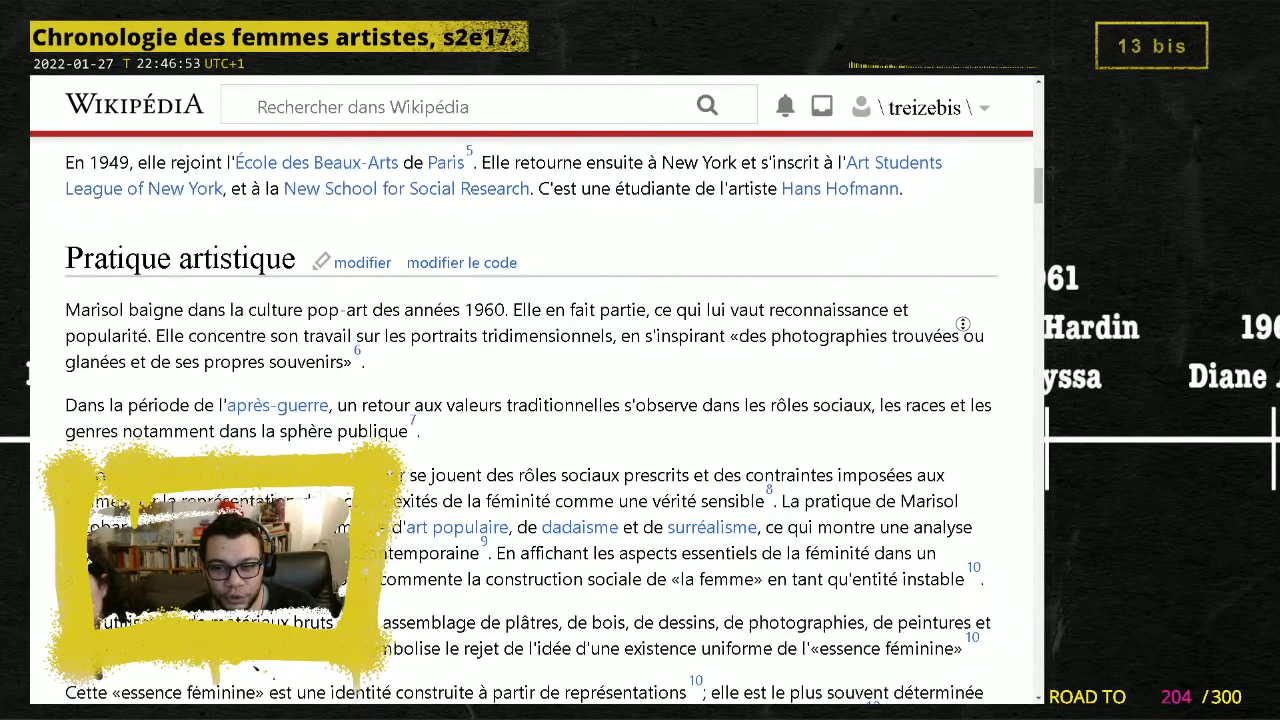 Chronologie des femmes artistes, s2e17.
2022-01-27 T 22:46:53 UTC+1
13 bis
WIKIPÉDIA
Rechercher dans Wikipédia
\ treizebis \
En 1949, elle rejoint l'École des Beaux-Arts de Paris 5. Elle retourne ensuite à New York et s'inscrit à l'Art Students
League of New York, et à la New School for Social Research. C'est une étudiante de l'artiste Hans Hofmann.
Pratique artistique modifier modifier le code
Marisol baigne dans la culture pop-art des années 1960. Elle en fait partie, ce qui lui vaut reconnaissance et
popularité. Elle concentre son travail sur les portraits tridimensionnels, en s'inspirant «des photographies trouvées ou
glanées et de ses propres souvenirs» 6.
Dans la période de l'après-guerre, un retour aux valeurs traditionnelles s'observe dans les rôles sociaux, les races et les
genres notamment dans la sphère publique 7.
se jouent des rôles sociaux prescrits et des contraintes imposées aux
la représentation exités de la féminité comme une vérité sensible 8. La pratique de Marisol
d'art populaire, de dadaisme et de surréalisme, ce qui montre une analyse
ntemporaine 9. En affichant les aspects essentiels de la féminité dans un
commente la construction sociale de «la femme» en tant qu'entité instable 10.
matériaux bruts assemblage de plâtres, de bois, de dessins, de photographies, de peintures et
mbolise le rejet de l'idée d'une existence uniforme de l'«essence féminine» 10
Cette «essence féminine» est une identité construite à partir de représentations 10; elle est le plus souvent déterminée
61
Hardin
yssa
196
Diane
ROAD TO 204 /300